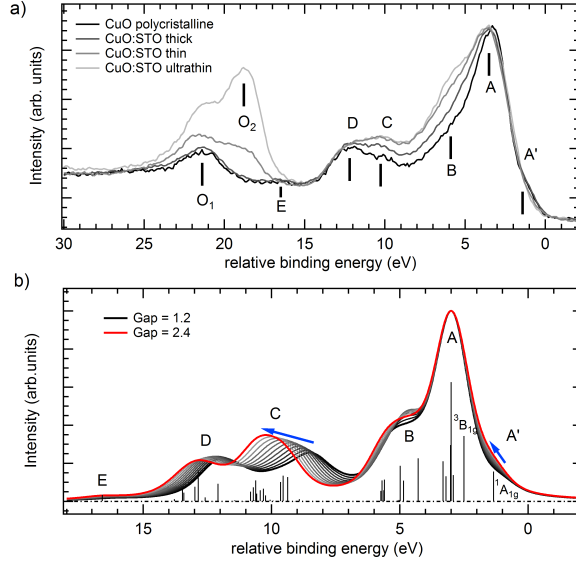 a)
CuO polycristalline
CuO:STO thick
CuO:STO thin
CuO:STO ultrathin
Intensity (arb. units)
O2
O1
E
D
C
B
A
A'
30
25
20
15
10
5
0
relative binding energy (eV)
b)
Gap = 1.2
Gap = 2.4
Intensity (arb.units)
E
D
C
B
A
³B1g
A'
¹A1g
15
10
5
0
relative binding energy (eV)